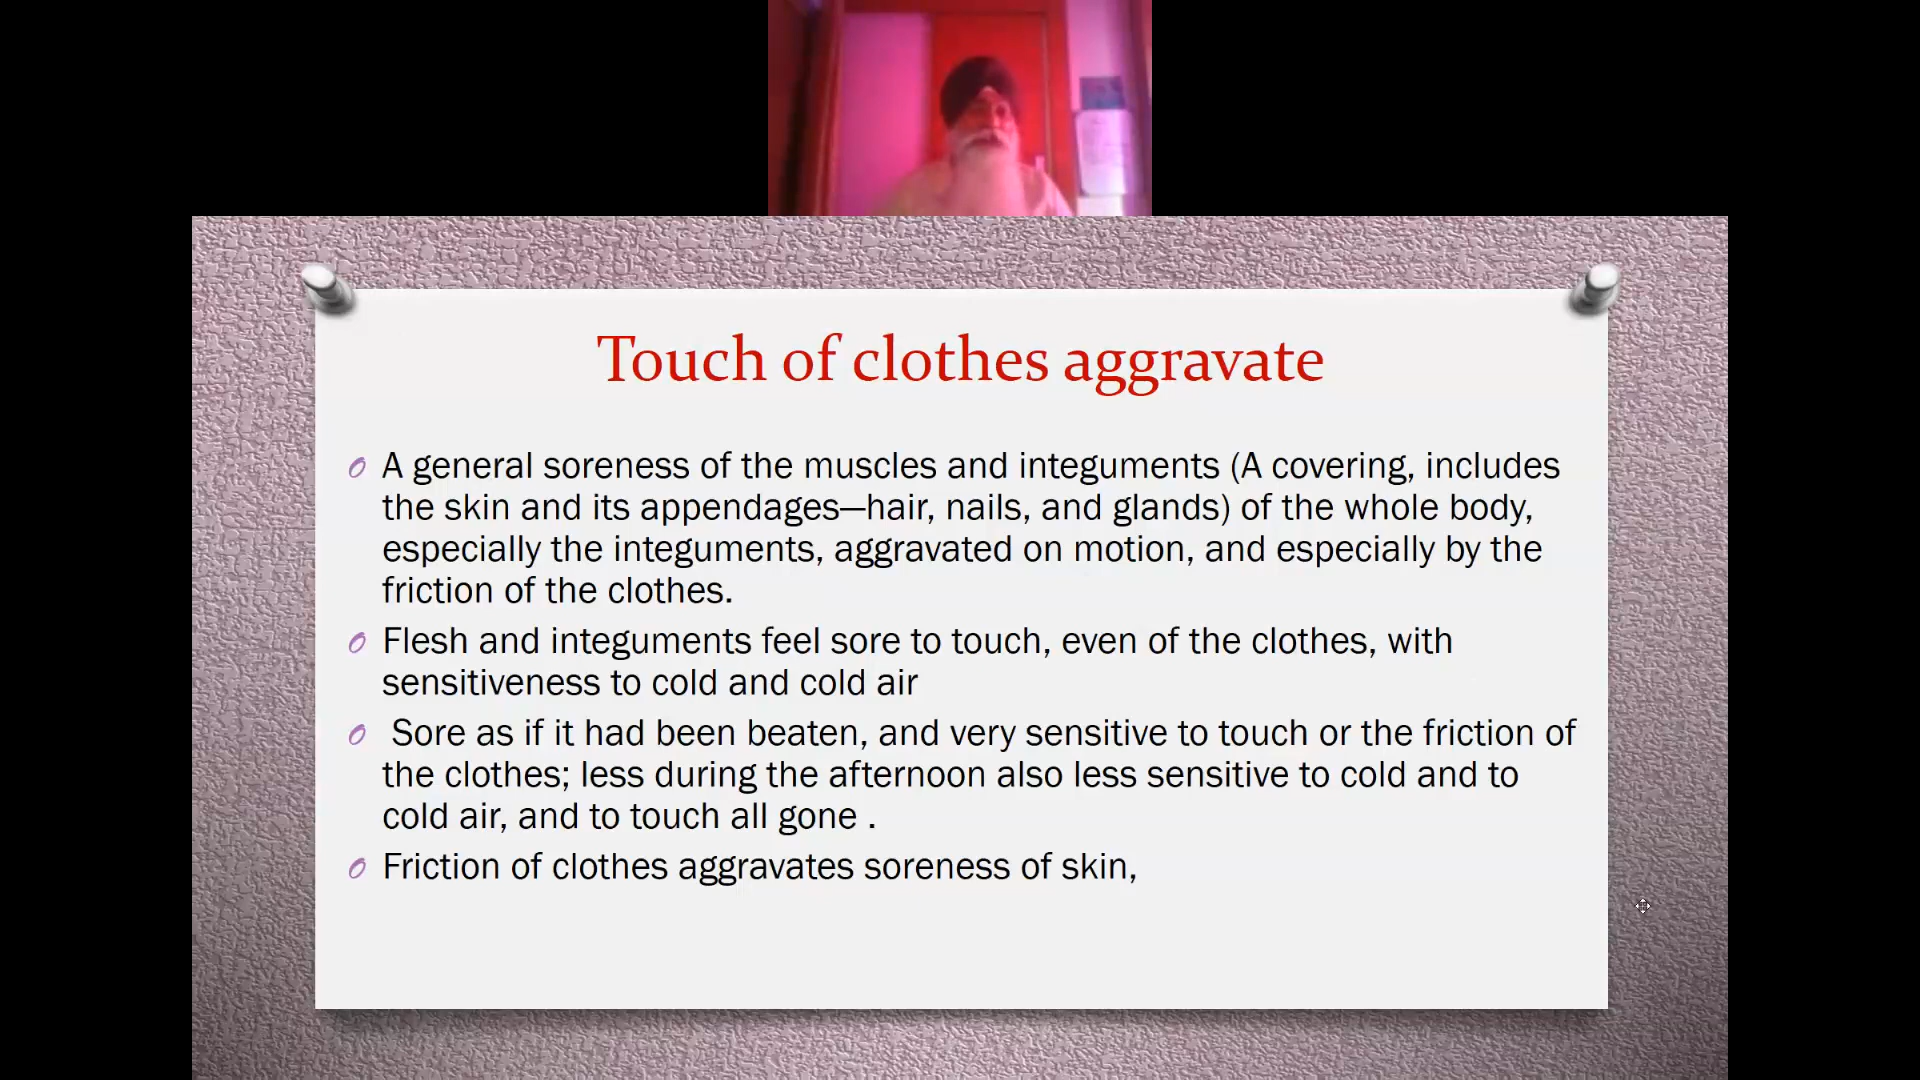 Touch of clothes aggravate
A general soreness of the muscles and integuments (A covering, includes
the skin and its appendages—hair, nails, and glands) of the whole body,
especially the integuments, aggravated on motion, and especially by the
friction of the clothes.
Flesh and integuments feel sore to touch, even of the clothes, with
sensitiveness to cold and cold air
Sore as if it had been beaten, and very sensitive to touch or the friction of
the clothes; less during the afternoon also less sensitive to cold and to
cold air, and to touch all gone .
Friction of clothes aggravates soreness of skin,